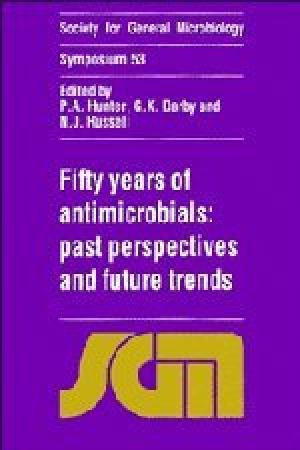 Society for General Microbiology
Symposium 53
Edited by
P.A. Hunter, G.K. Darby and
N.J. Russell
Fifty years of
antimicrobials:
past perspectives
and future trends
SGM